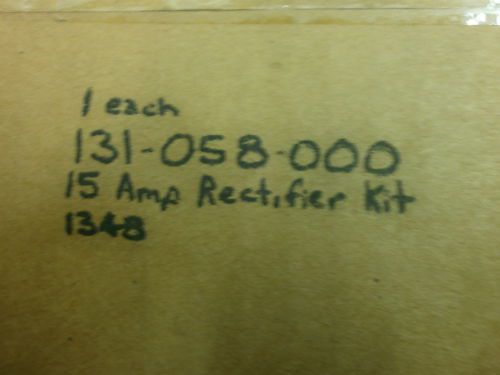 1 each
131-058-000
15 Amp Rectifier Kit
1348